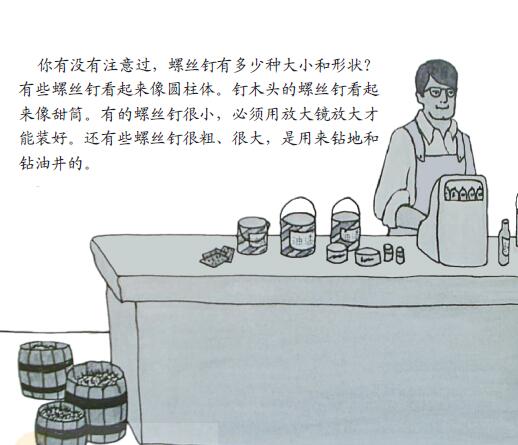 你有没有注意过，螺丝钉有多少种大小和形状？
有些螺丝钉看起来像圆柱体。钉木头的螺丝钉看起
来像甜筒。有的螺丝钉很小，必须用放大镜放大才
能装好。还有些螺丝钉很粗、很大，是用来钻地和
钻油井的。
油漆